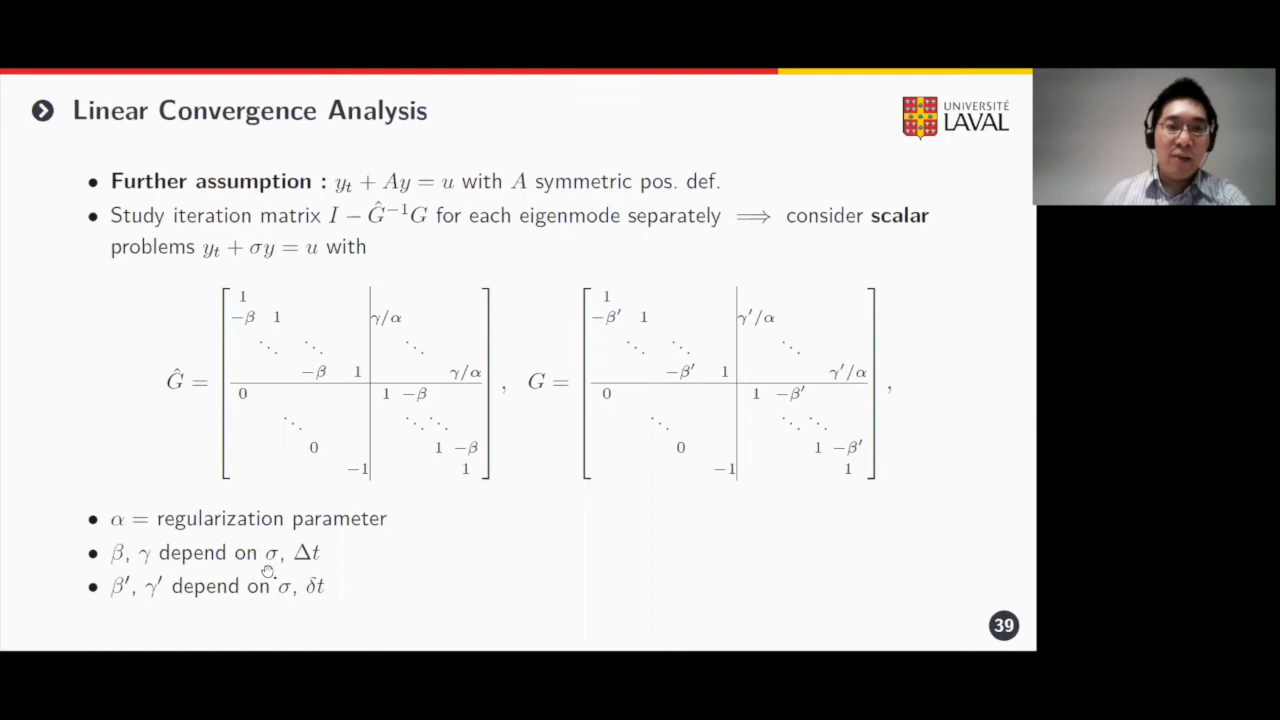 Linear Convergence Analysis
UNIVERSITÉ
LAVAL
• Further assumption : y_t + Ay = u with A symmetric pos. def.
• Study iteration matrix I − Ĝ⁻¹G for each eigenmode separately ⟹ consider scalar
problems y_t + σy = u with
1 1
−β 1 γ/α −β′ 1 γ′/α
⋱ ⋱ ⋱ ⋱ ⋱ ⋱
−β 1 γ/α −β′ 1 γ′/α
Ĝ = , G = ,
0 1 −β 0 1 −β′
⋱ ⋱ ⋱ ⋱ ⋱ ⋱
0 1 −β 0 1 −β′
−1 1 −1 1
• α = regularization parameter
• β, γ depend on σ, Δt
• β′, γ′ depend on σ, δt
39